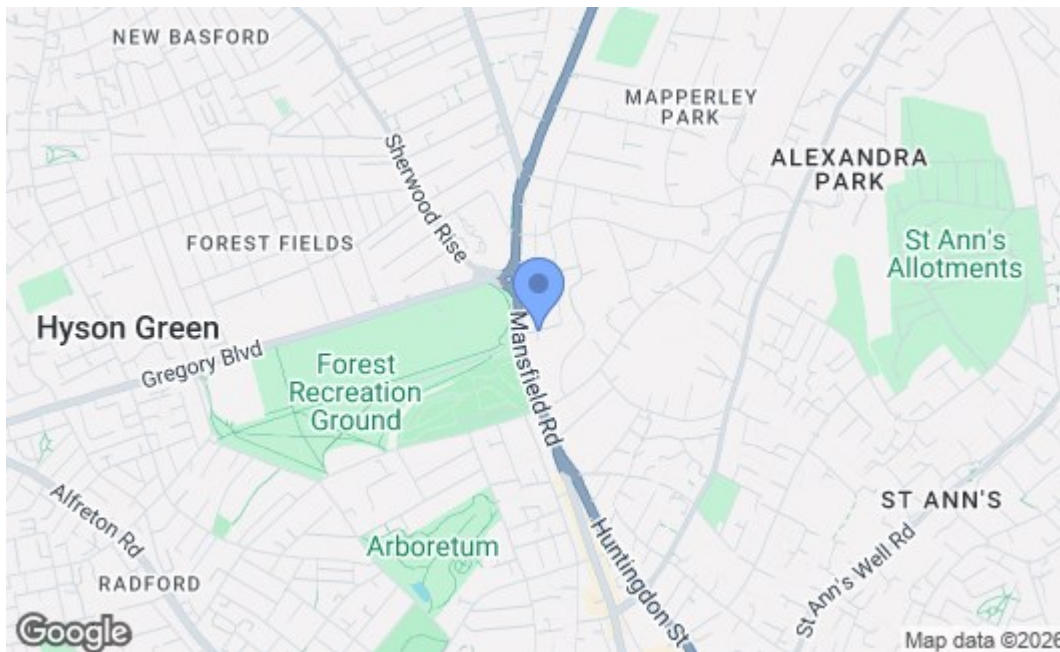 NEW BASFORD
MAPPERLEY
PARK
Sherwood Rise
ALEXANDRA
PARK
FOREST FIELDS
St Ann's
Allotments
Hyson Green
Mansfield Rd
Gregory Blvd
Forest
Recreation
Ground
Alfreton Rd
ST ANN'S
Huntingdon St
Arboretum
St Ann's Well Rd
RADFORD
Google
Map data ©2026